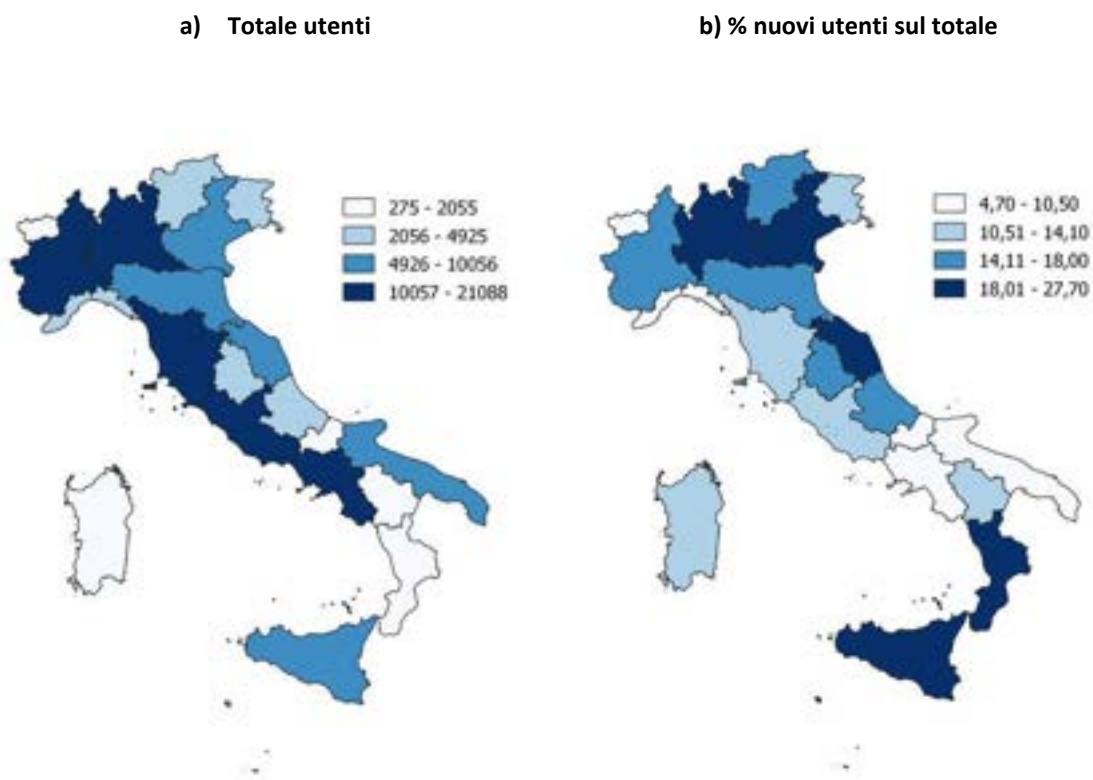 a) Totale utenti
b) % nuovi utenti sul totale
275 - 2055
2056 - 4925
4926 - 10056
10057 - 21088
4,70 - 10,50
10,51 - 14,10
14,11 - 18,00
18,01 - 27,70